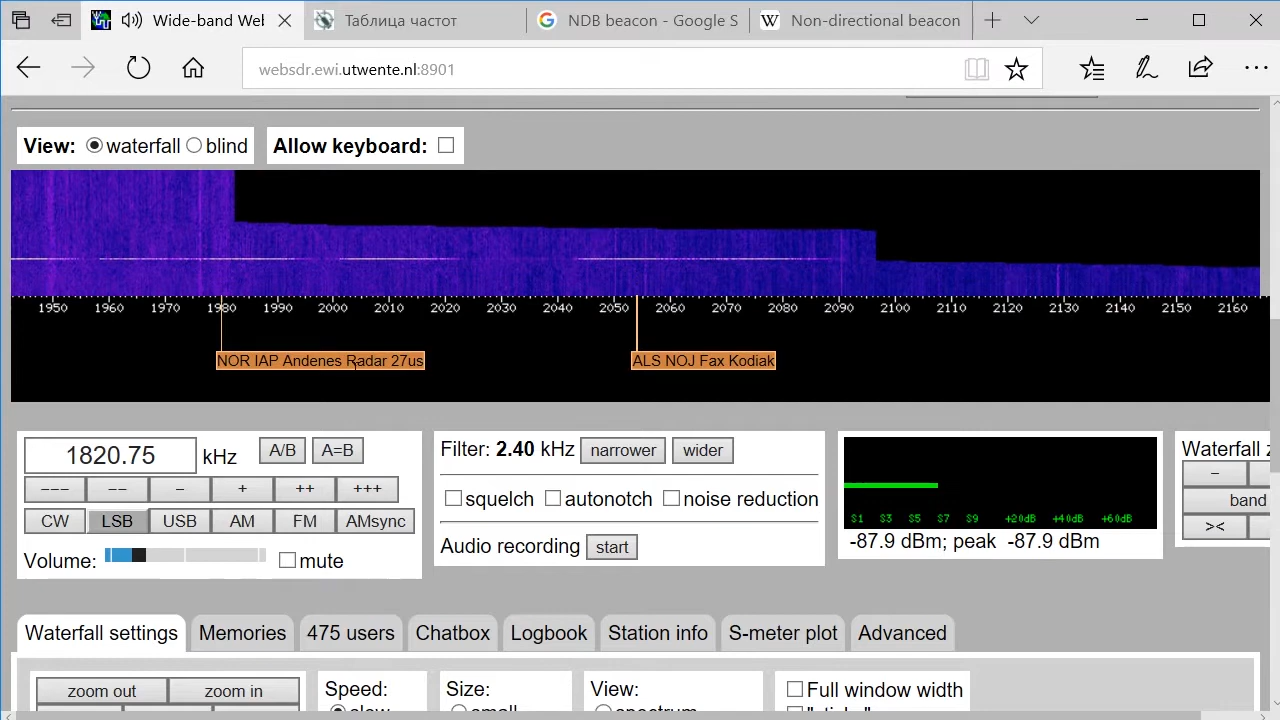 Wide-band Wel
Таблица частот
NDB beacon - Google S
Non-directional beacon
websdr.ewi.utwente.nl:8901
View: waterfall blind
Allow keyboard:
1950 1960 1970 1980 1990 2000 2010 2020 2030 2040 2050 2060 2070 2080 2090 2100 2110 2120 2130 2140 2150 2160
NOR IAP Andenes Radar 27us
ALS NOJ Fax Kodiak
1820.75 kHz A/B A=B
--- -- - + ++ +++
CW LSB USB AM FM AMsync
Volume: mute
Filter: 2.40 kHz narrower wider
squelch autonotch noise reduction
Audio recording start
S1 S3 S5 S7 S9 +20dB +40dB +60dB
-87.9 dBm; peak -87.9 dBm
Waterfall z
-
band
><
Waterfall settings Memories 475 users Chatbox Logbook Station info S-meter plot Advanced
zoom out zoom in
Speed:
Size:
View:
Full window width